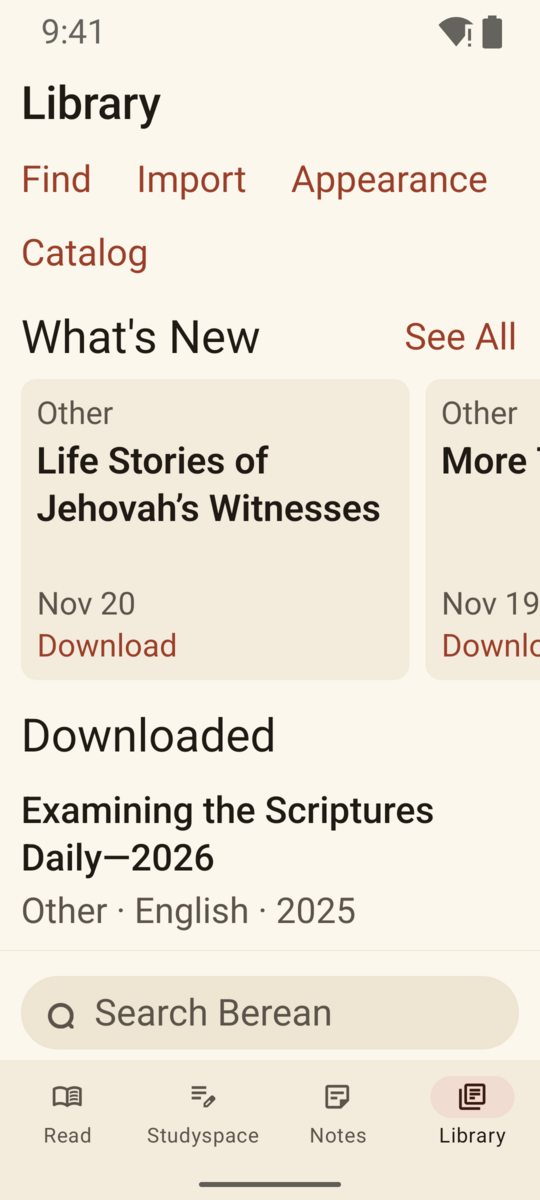 9:41
Library
Find Import Appearance
Catalog
What's New See All
Other
Life Stories of
Jehovah’s Witnesses
Nov 20
Download
Other
More
Nov 19
Downlo
Downloaded
Examining the Scriptures
Daily—2026
Other · English · 2025
Search Berean
Read Studyspace Notes Library